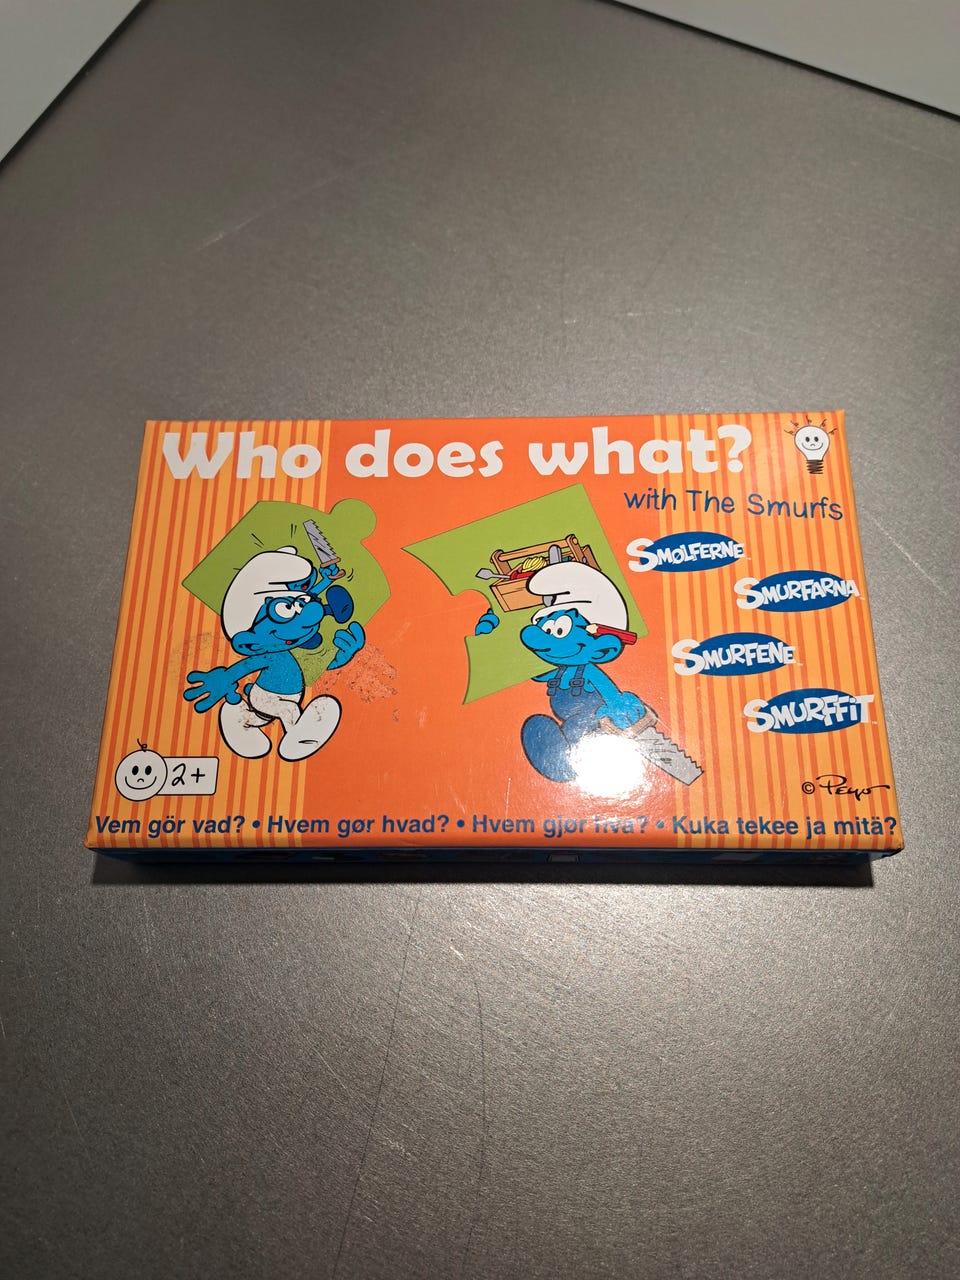 Who does what?
with The Smurfs
SMØLFERNE
SMURFARNA
SMURFENE
SMURFFIT
© Peyo
2+
Vem gör vad? • Hvem gør hvad? • Hvem gjør hva? • Kuka tekee ja mitä?